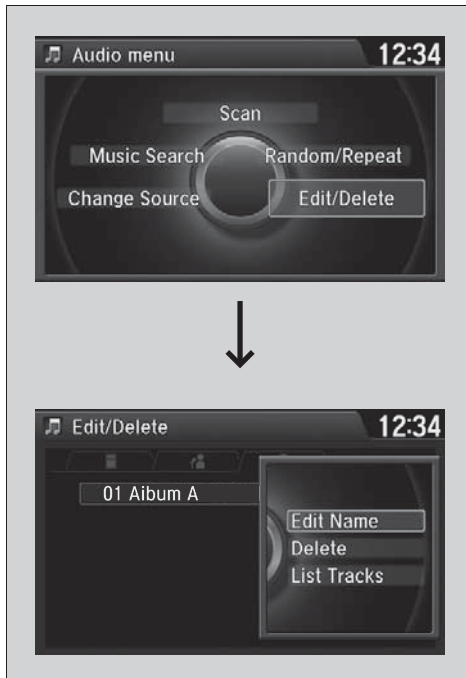 Audio menu 12:34
Scan
Music Search Random/Repeat
Change Source Edit/Delete
Edit/Delete 12:34
01 Aibum A
Edit Name
Delete
List Tracks